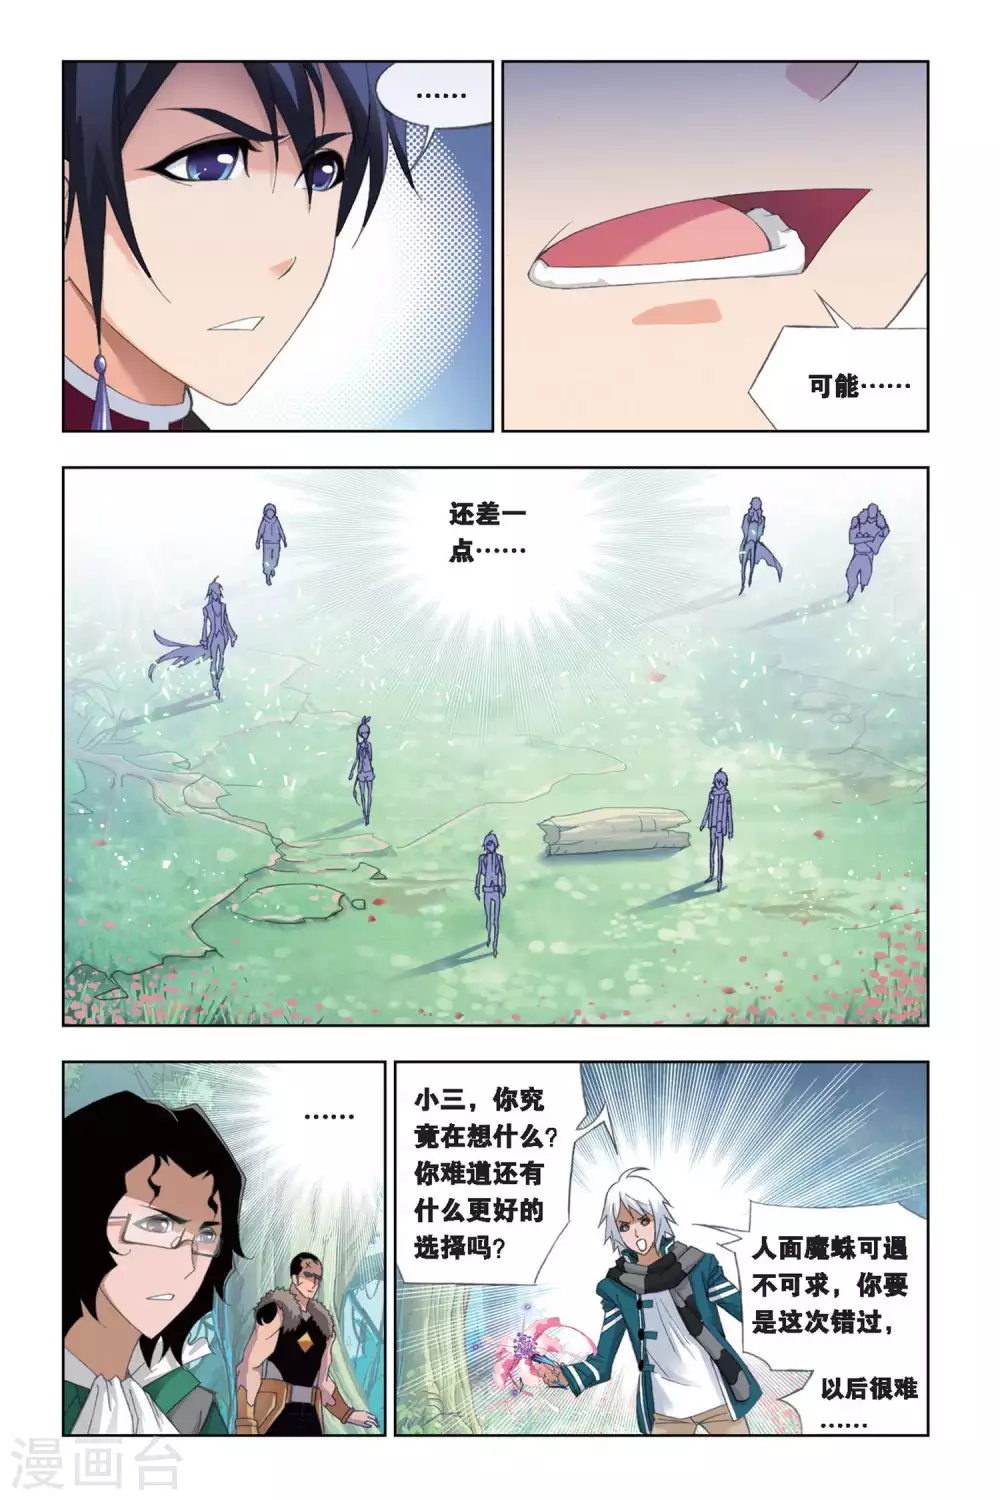 ……
可能……
还差一
点……
……
小三，你究
竟在想什么？
你难道还有
什么更好的
选择吗？
人面魔蛛可遇
不可求，你要
是这次错过，
以后很难
……
漫画台